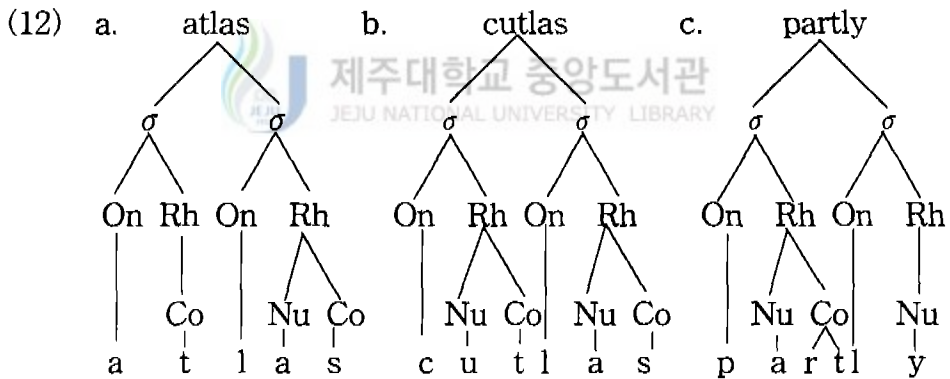 (12) a. atlas b. cutlas c. partly
제주대학교 중앙도서관
JEJU NATIONAL UNIVERSITY LIBRARY
JEJU
σ σ σ σ σ σ
On Rh On Rh On Rh On Rh On Rh On Rh
Co Nu Co Nu Co Nu Co Nu Co Nu
a t l a s c u t l a s p a r t l y